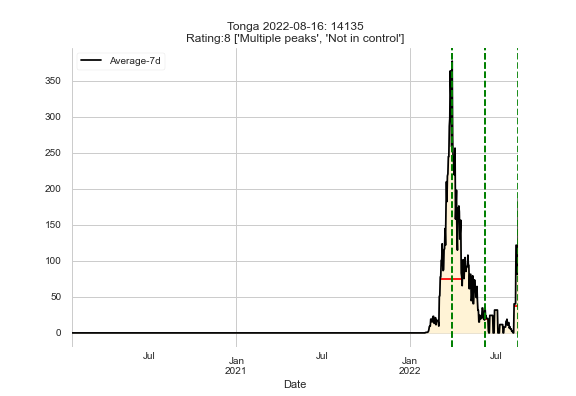 Tonga 2022-08-16: 14135
Rating:8 ['Multiple peaks', 'Not in control']
Average-7d
350
300
250
200
150
100
50
0
Jul
Jan
2021
Jul
Jan
2022
Jul
Date